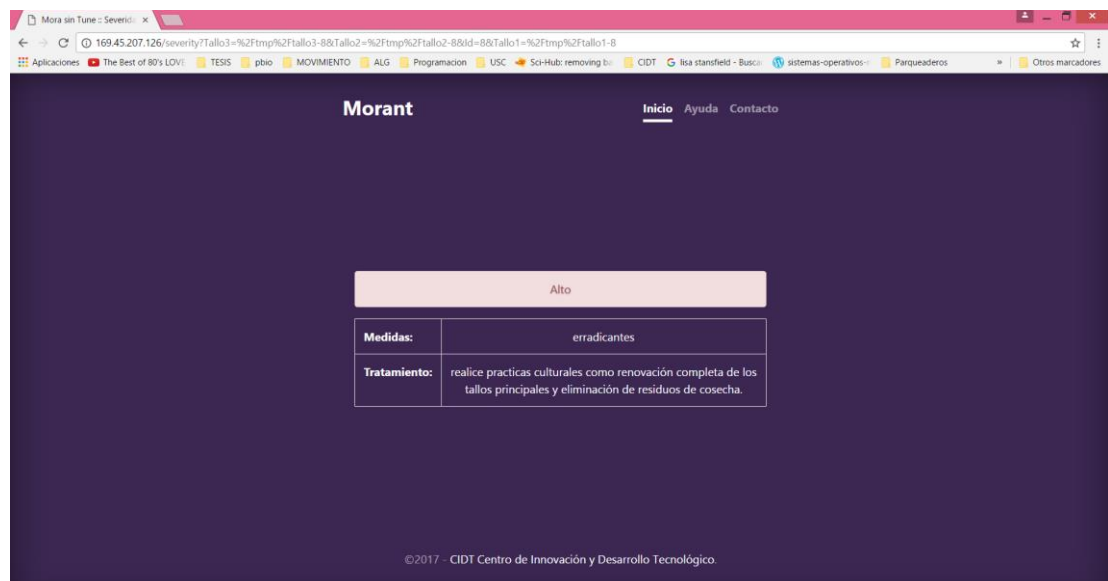 Mora sin Tune :: Severida
169.45.207.126/severity?Tallo3=%2Ftmp%2Ftallo3-8&Tallo2=%2Ftmp%2Ftallo2-8&Id=8&Tallo1=%2Ftmp%2Ftallo1-8
Aplicaciones The Best of 80's LOVE TESIS pbio MOVIMIENTO ALG Programacion USC Sci-Hub: removing ba CIDT lisa stansfield - Busca sistemas-operativos- Parqueaderos » Otros marcadores
Morant Inicio Ayuda Contacto
Alto
Medidas: erradicantes
Tratamiento: realice practicas culturales como renovación completa de los
tallos principales y eliminación de residuos de cosecha.
©2017 - CIDT Centro de Innovación y Desarrollo Tecnológico.